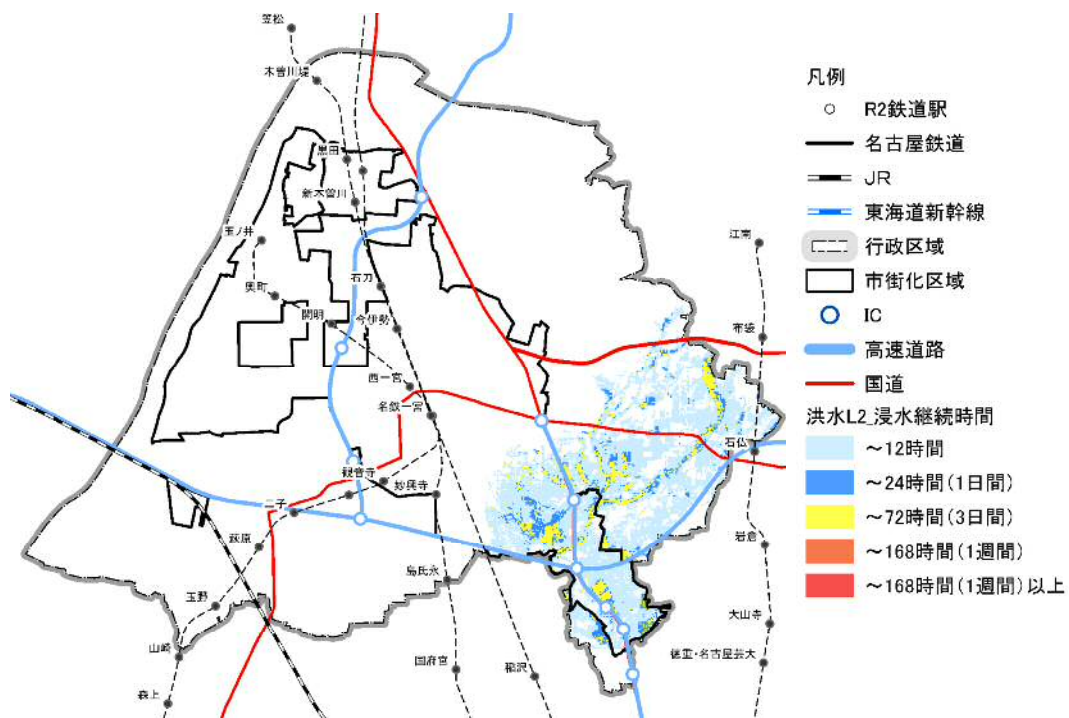 笠松
木曽川堤
黒田
新木曽川
玉ノ井
江南
石刀
奥町
開明
今伊勢
布袋
西一宮
名鉄一宮
石仏
観音寺
妙興寺
二子
萩原
岩倉
島氏永
玉野
大山寺
山崎
国府宮
稲沢
徳重・名古屋芸大
森上
凡例
R2鉄道駅
名古屋鉄道
JR
東海道新幹線
行政区域
市街化区域
IC
高速道路
国道
洪水L2_浸水継続時間
～12時間
～24時間(1日間)
～72時間(3日間)
～168時間(1週間)
～168時間(1週間)以上